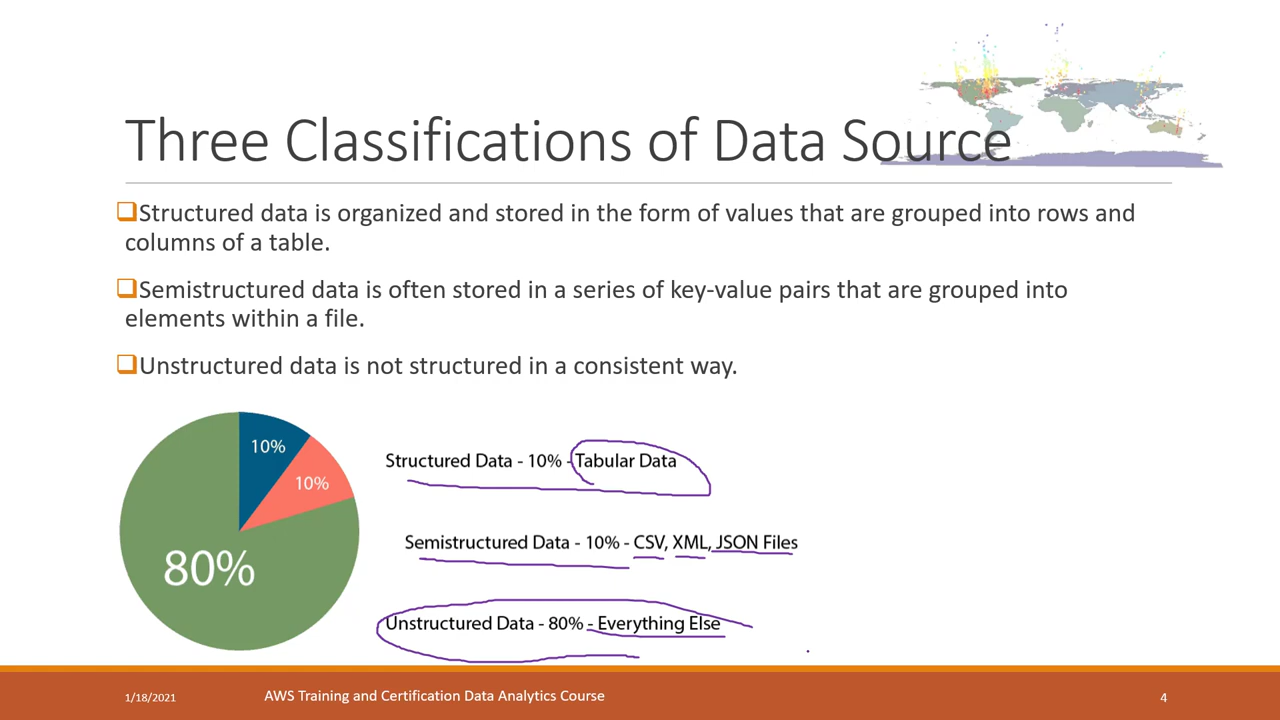 Three Classifications of Data Source
Structured data is organized and stored in the form of values that are grouped into rows and
columns of a table.
Semistructured data is often stored in a series of key-value pairs that are grouped into
elements within a file.
Unstructured data is not structured in a consistent way.
10%
10%
80%
Structured Data - 10% - Tabular Data
Semistructured Data - 10% - CSV, XML, JSON Files
Unstructured Data - 80% - Everything Else
1/18/2021
AWS Training and Certification Data Analytics Course
4